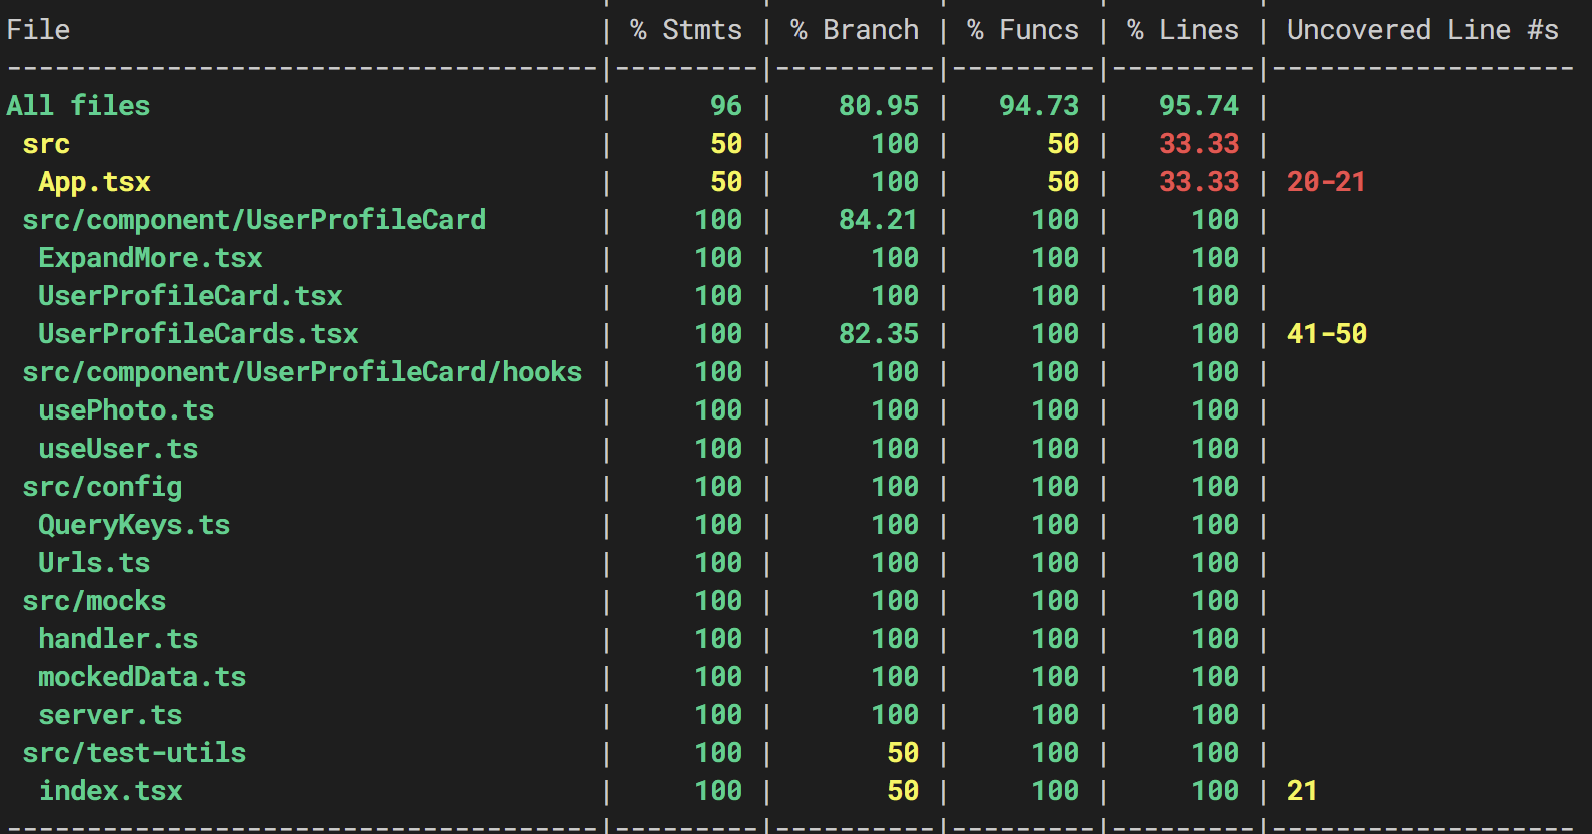 File                                 | % Stmts | % Branch | % Funcs | % Lines | Uncovered Line #s
-------------------------------------|---------|----------|---------|---------|-------------------
All files                            |      96 |    80.95 |   94.73 |   95.74 |
 src                                 |      50 |      100 |      50 |   33.33 |
  App.tsx                            |      50 |      100 |      50 |   33.33 | 20-21
 src/component/UserProfileCard       |     100 |    84.21 |     100 |     100 |
  ExpandMore.tsx                     |     100 |      100 |     100 |     100 |
  UserProfileCard.tsx                |     100 |      100 |     100 |     100 |
  UserProfileCards.tsx               |     100 |    82.35 |     100 |     100 | 41-50
 src/component/UserProfileCard/hooks |     100 |      100 |     100 |     100 |
  usePhoto.ts                        |     100 |      100 |     100 |     100 |
  useUser.ts                         |     100 |      100 |     100 |     100 |
 src/config                          |     100 |      100 |     100 |     100 |
  QueryKeys.ts                       |     100 |      100 |     100 |     100 |
  Urls.ts                            |     100 |      100 |     100 |     100 |
 src/mocks                           |     100 |      100 |     100 |     100 |
  handler.ts                         |     100 |      100 |     100 |     100 |
  mockedData.ts                      |     100 |      100 |     100 |     100 |
  server.ts                          |     100 |      100 |     100 |     100 |
 src/test-utils                      |     100 |       50 |     100 |     100 |
  index.tsx                          |     100 |       50 |     100 |     100 | 21
-------------------------------------|---------|----------|---------|---------|-------------------